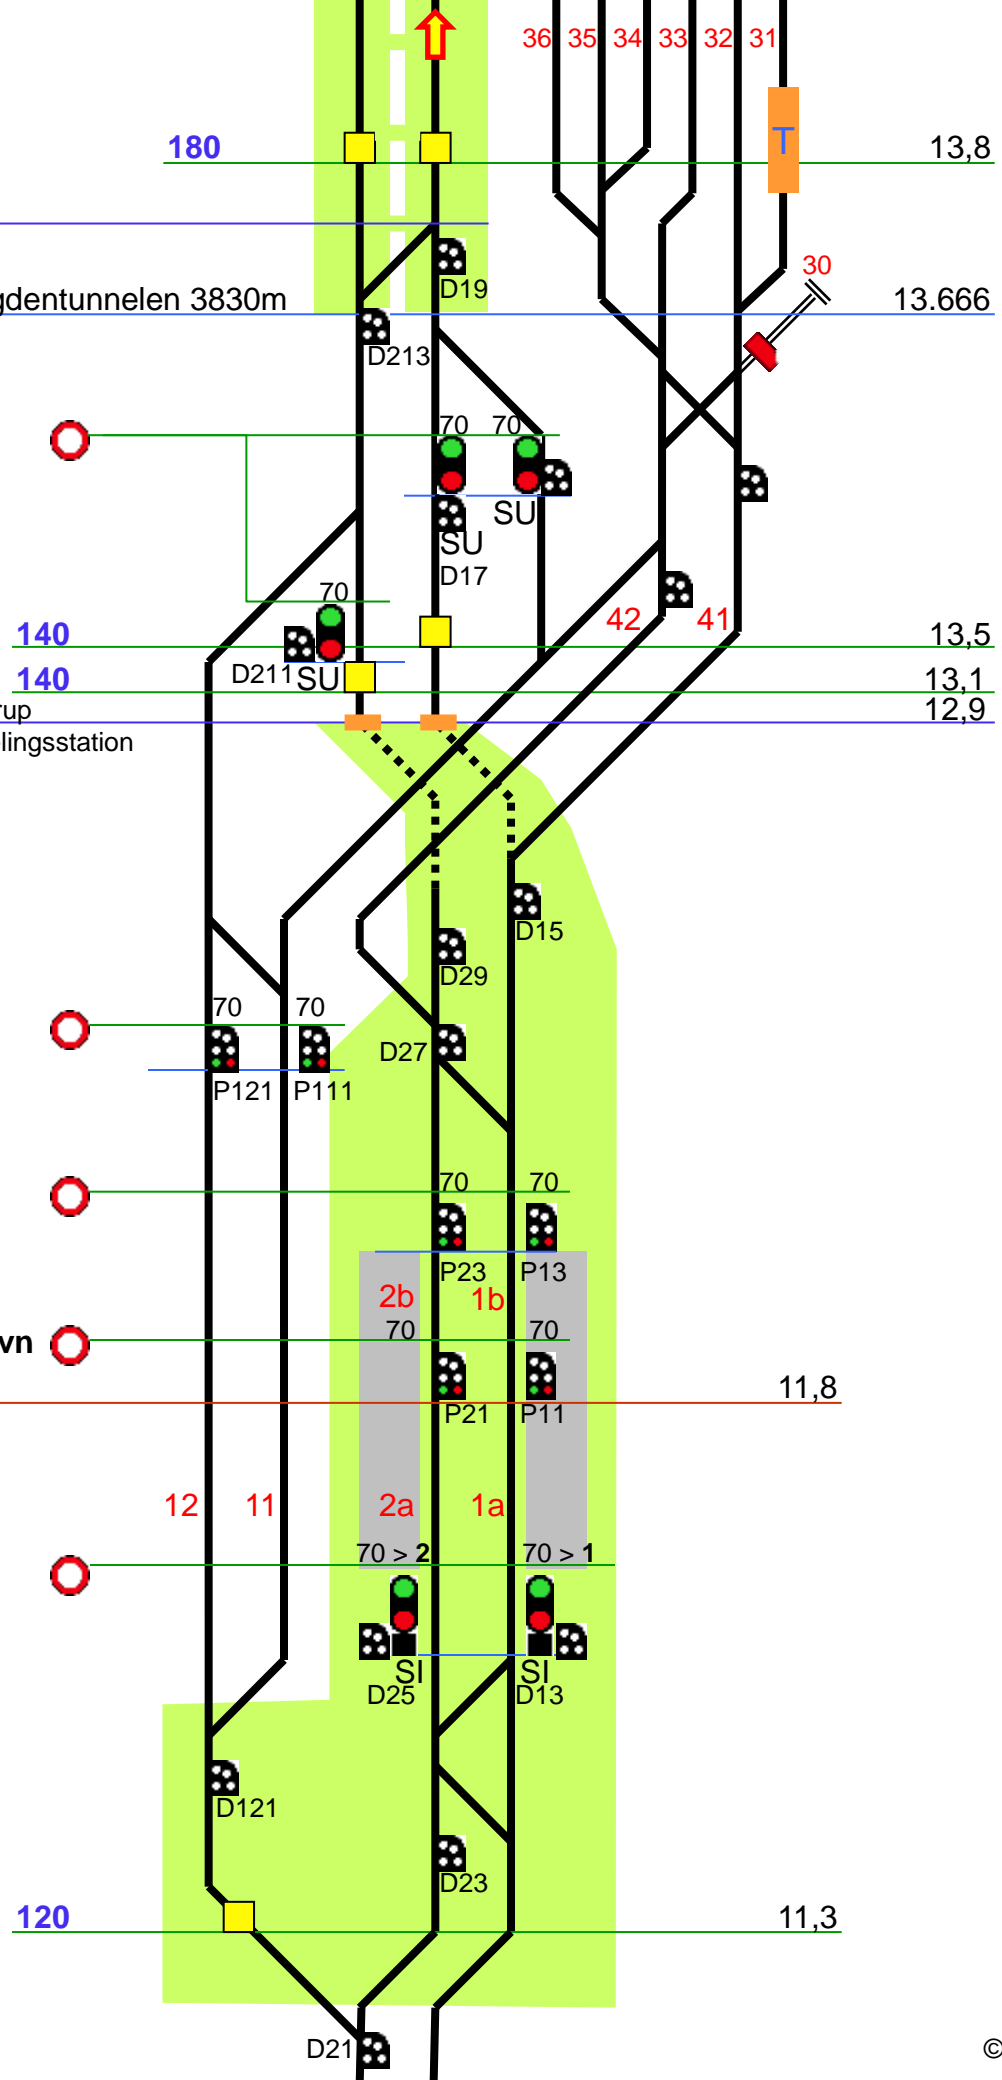 36 35 34 33 32 31
180 T 13,8
30
D19
gdentunnelen 3830m 13.666
D213
70 70
SU
SU
D17
70
42 41
140 13,5
D211 SU
140 13,1
rup 12,9
lingsstation
D15
D29
70 70
D27
P121 P111
70 70
P23 P13
2b 1b
70 70
vn
11,8
P21 P11
12 11 2a 1a
70 > 2 70 > 1
SI SI
D25 D13
D121
D23
120 11,3
D21 ©